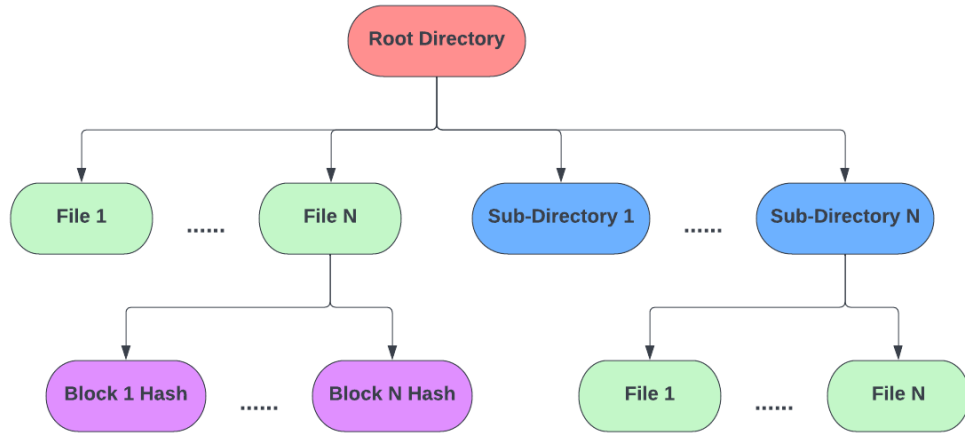 Root Directory
File 1
......
File N
Sub-Directory 1
......
Sub-Directory N
Block 1 Hash
......
Block N Hash
File 1
......
File N